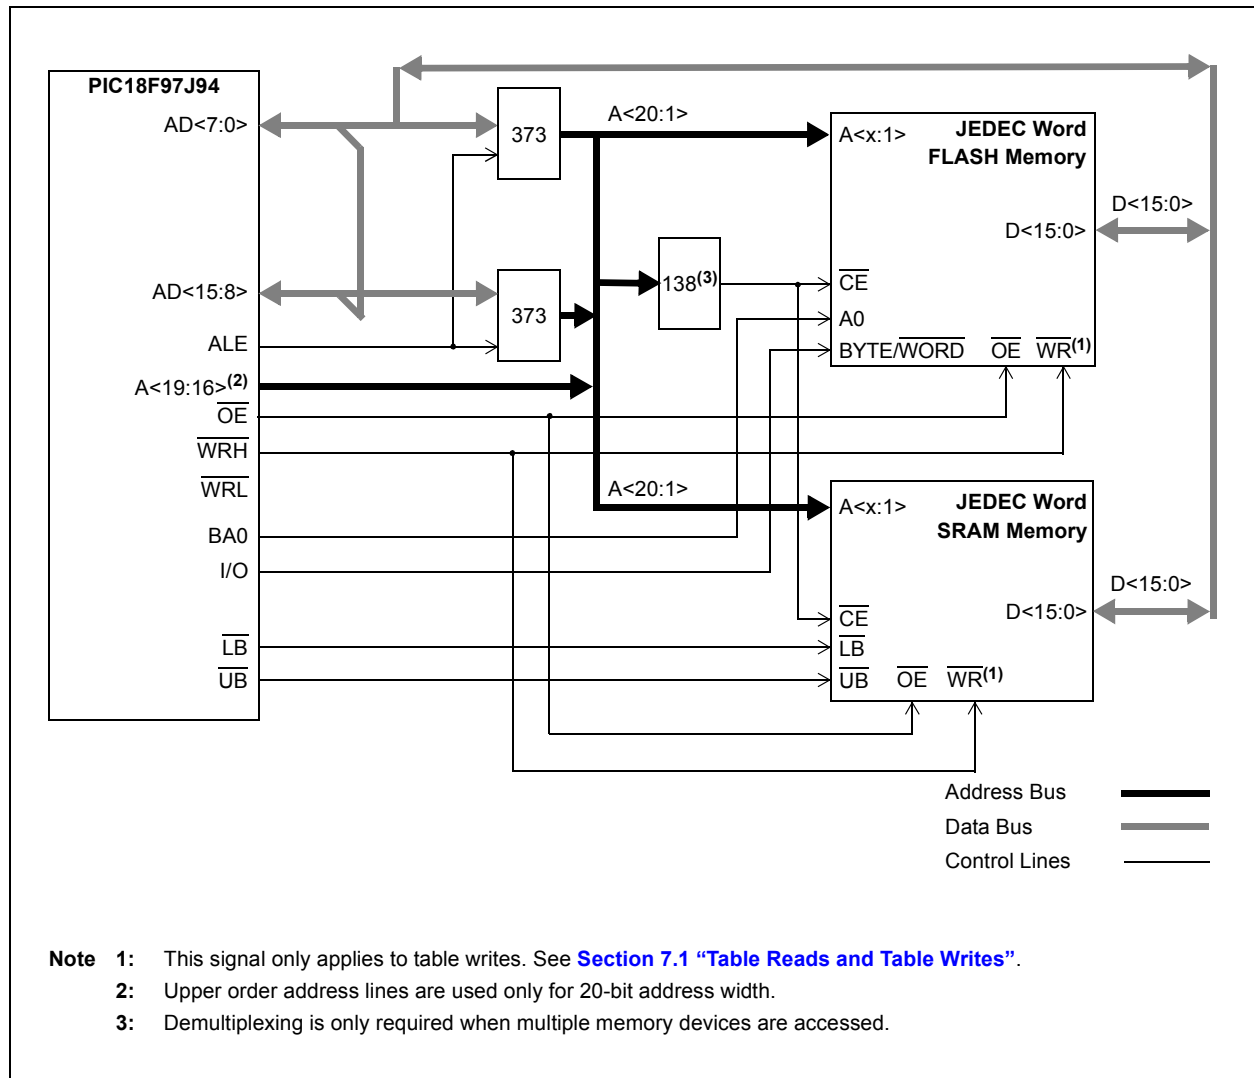 PIC18F97J94
AD<7:0>
AD<15:8>
ALE
A<19:16>(2)
OE
WRH
WRL
BA0
I/O
LB
UB
373
373
A<20:1>
138(3)
A<20:1>
A<x:1>
JEDEC Word
FLASH Memory
D<15:0>
CE
A0
BYTE/WORD OE WR(1)
D<15:0>
A<x:1>
JEDEC Word
SRAM Memory
D<15:0>
CE
LB
UB OE WR(1)
D<15:0>
Address Bus
Data Bus
Control Lines
Note 1: This signal only applies to table writes. See Section 7.1 “Table Reads and Table Writes”.
2: Upper order address lines are used only for 20-bit address width.
3: Demultiplexing is only required when multiple memory devices are accessed.